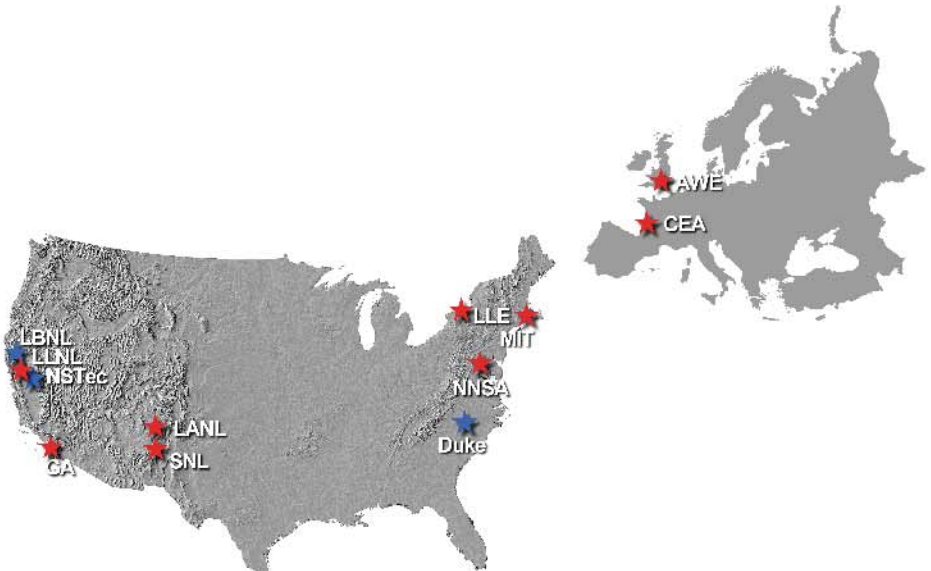 AWE
CEA
LLE
MIT
LBNL
LLNL
NSTec
NNSA
LANL
Duke
SNL
GA